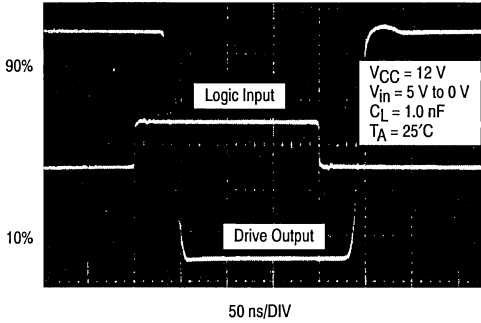 90%
Logic Input
VCC = 12 V
Vin = 5 V to 0 V
CL = 1.0 nF
TA = 25′C
10%
Drive Output
50 ns/DIV